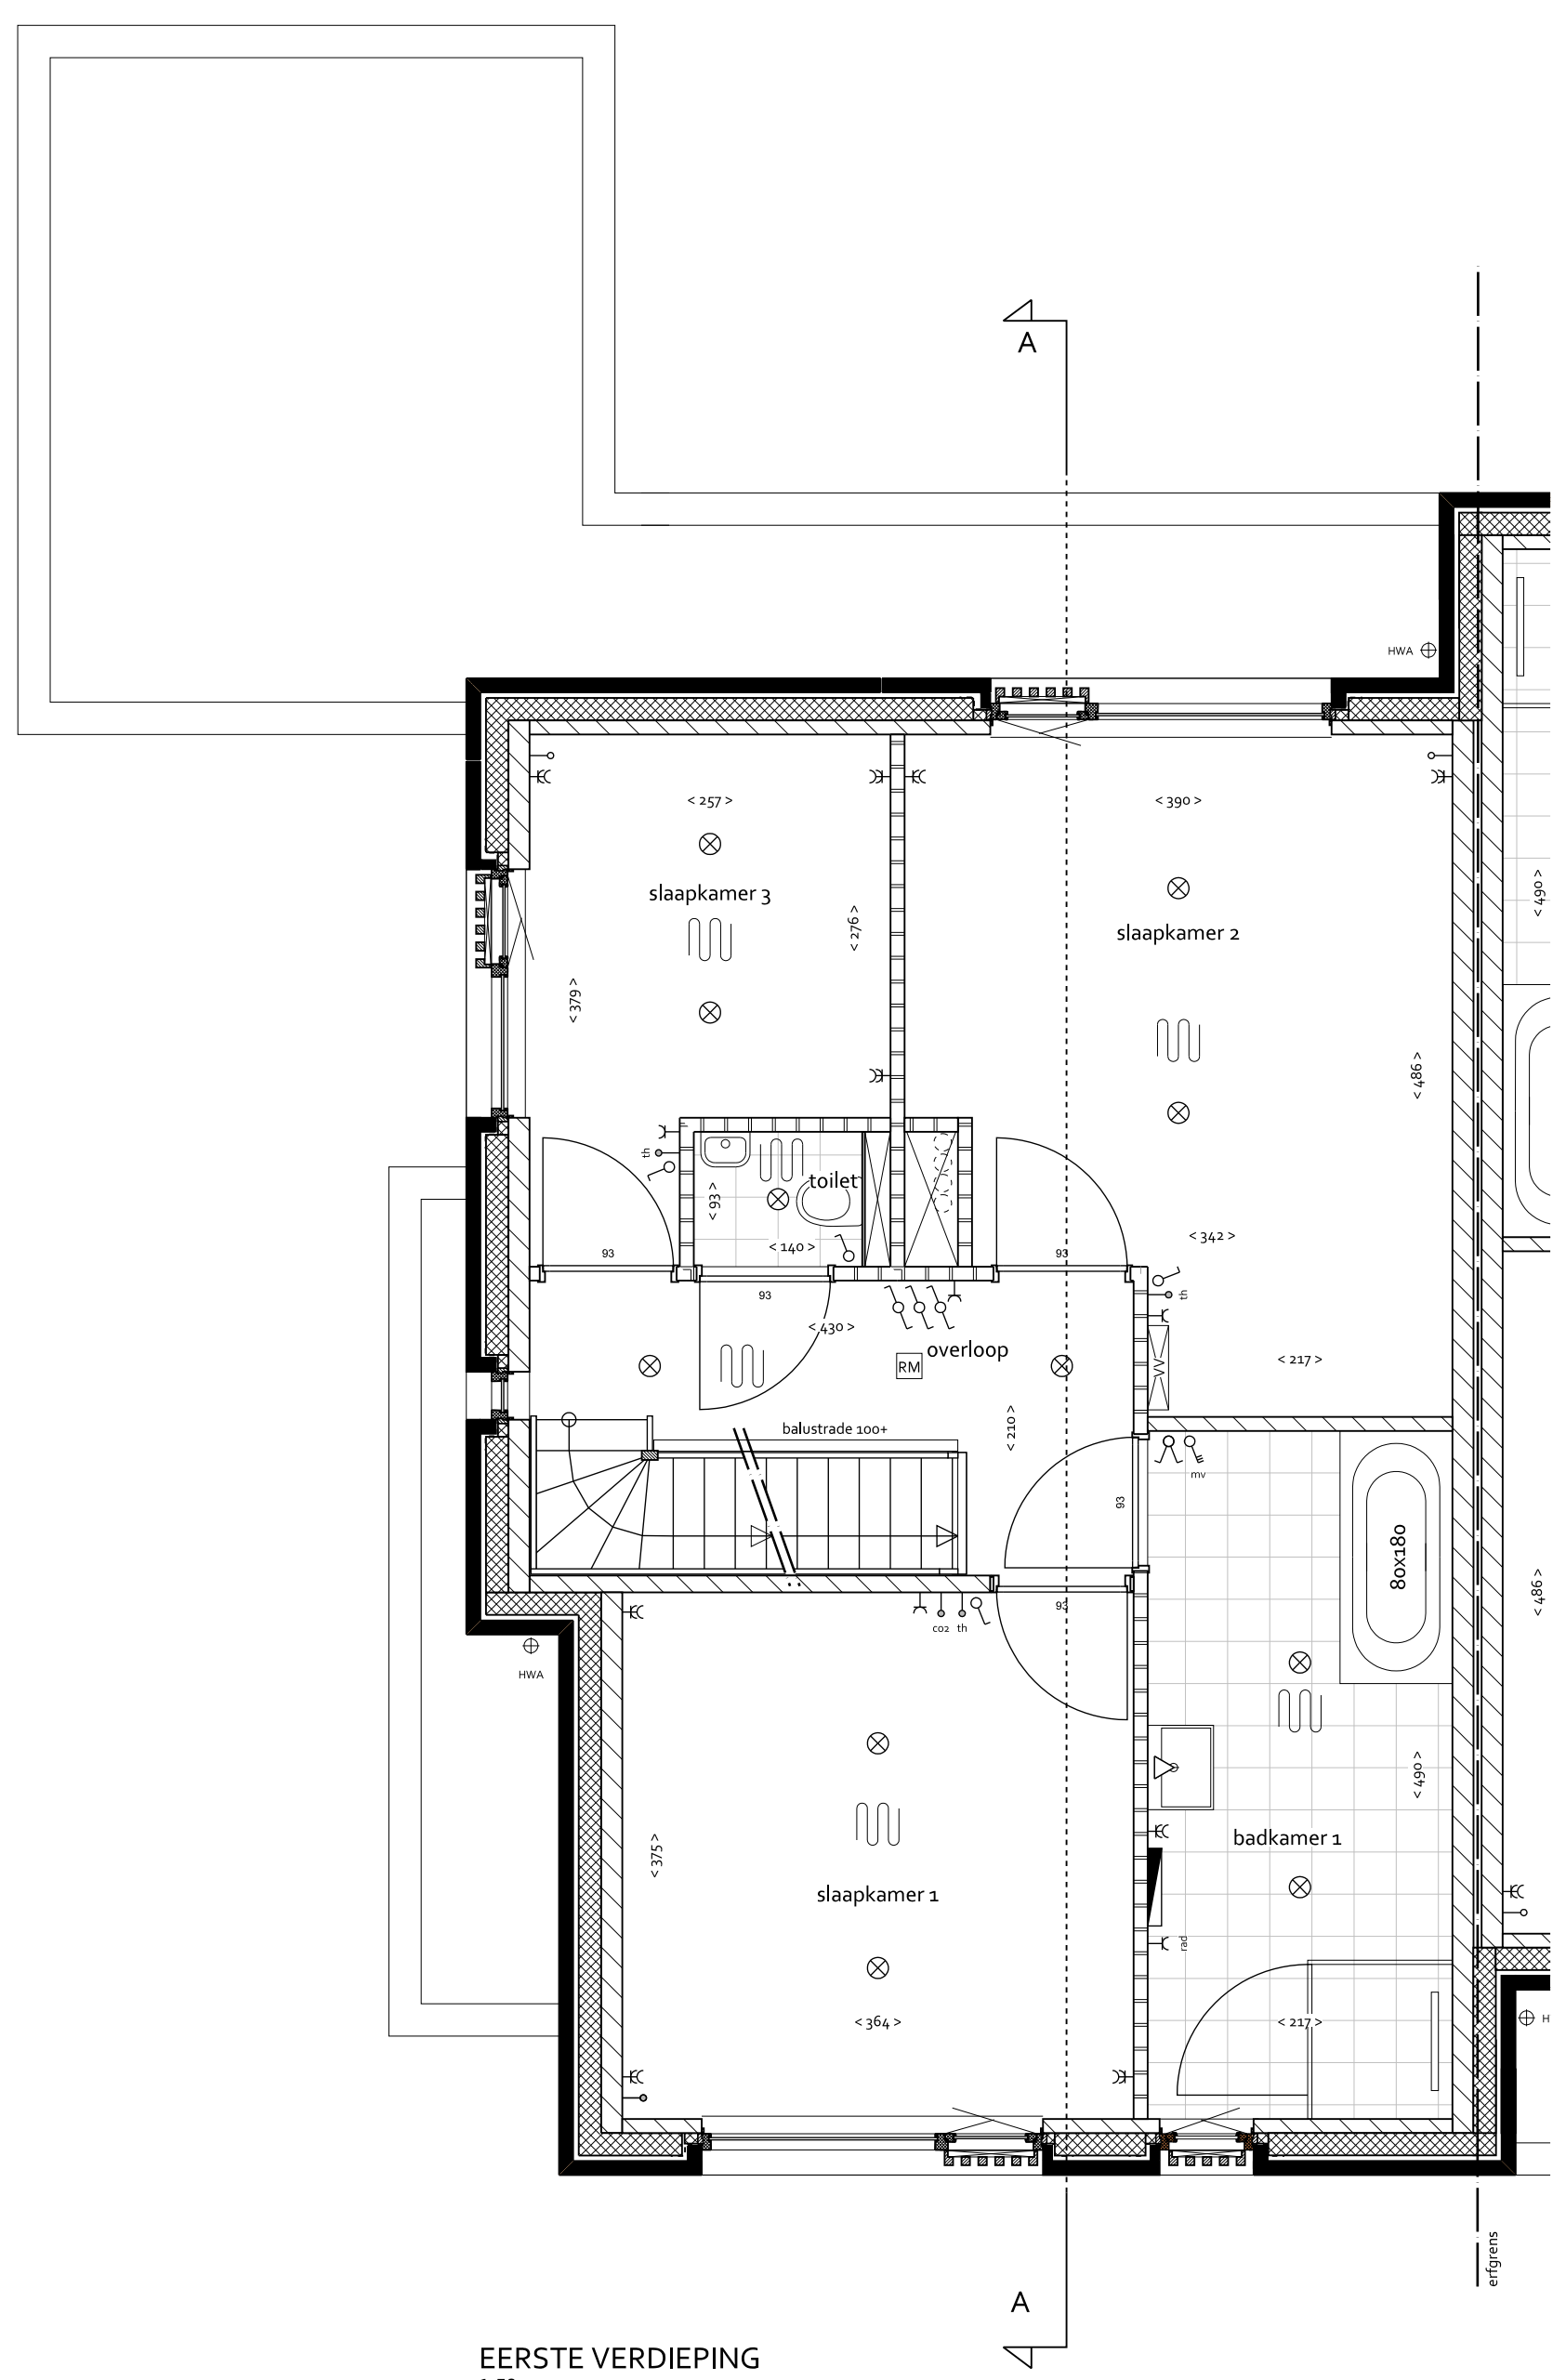 A
HWA
< 257 >
< 390 >
slaapkamer 3
< 490 >
< 276 >
slaapkamer 2
< 379 >
< 486 >
th
toilet
< 93 >
< 140 >
< 342 >
93
93
93
th
< 430 >
overloop
RM
VV
< 217 >
balustrade 100+
< 210 >
mv
93
80x180
< 486 >
93
co2
th
HWA
< 490 >
< 375 >
badkamer 1
slaapkamer 1
rad
< 364 >
< 217 >
H
erfgrens
A
EERSTE VERDIEPING